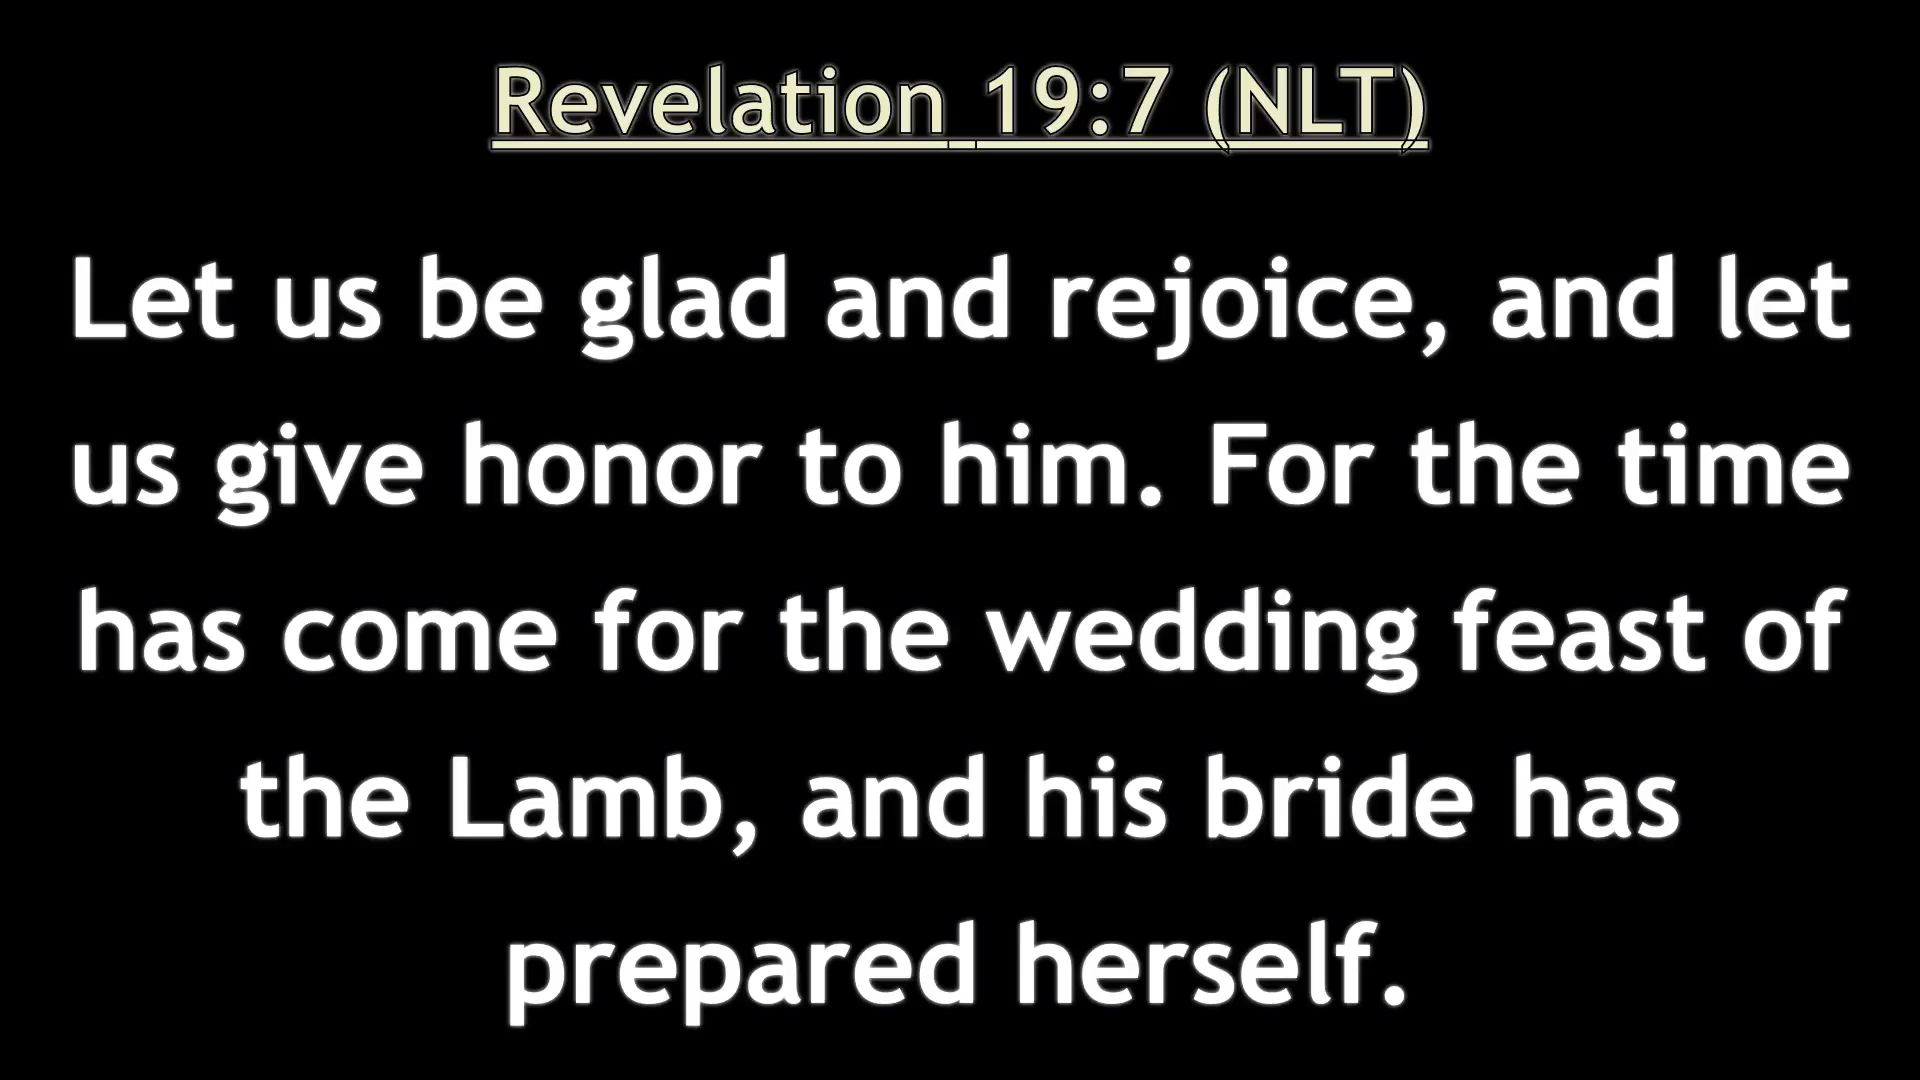 Revelation 19:7 (NLT)
Let us be glad and rejoice, and let
us give honor to him. For the time
has come for the wedding feast of
the Lamb, and his bride has
prepared herself.